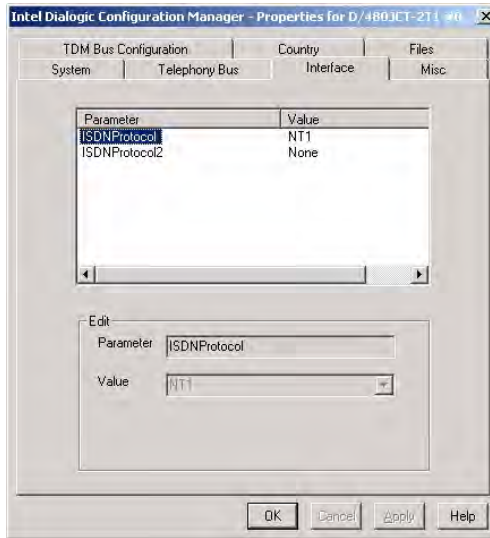 Intel Dialogic Configuration Manager - Properties for D/480JCT-2T1 #0
TDM Bus Configuration Country Files
System Telephony Bus Interface Misc
Parameter Value
ISDNProtocol NT1
ISDNProtocol2 None
Edit
Parameter ISDNProtocol
Value NT1
OK Cancel Apply Help